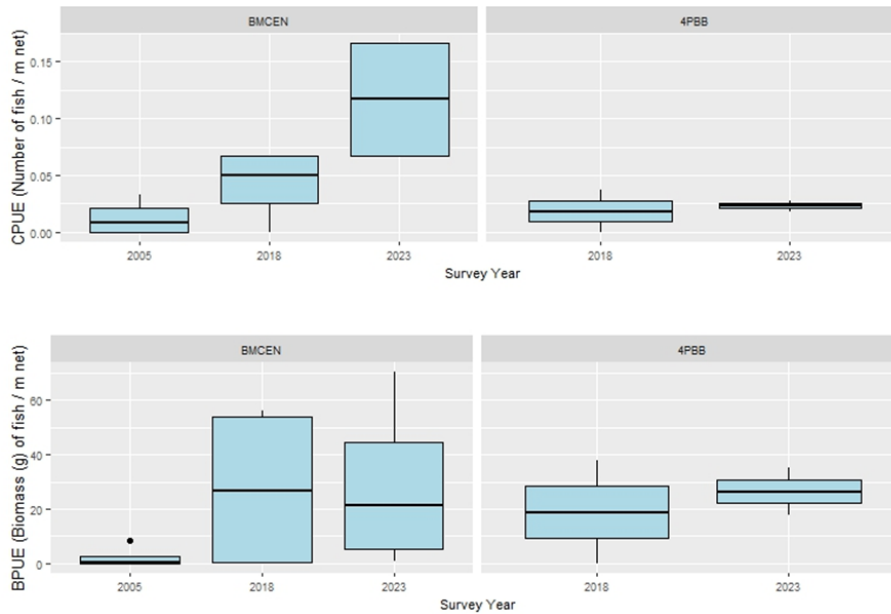 BMCEN
4PBB
CPUE (Number of fish / m net)
0.15
0.10
0.05
0.00
2005
2018
2023
2018
2023
Survey Year
BMCEN
4PBB
BPUE (Biomass (g) of fish / m net)
60
40
20
0
2005
2018
2023
2018
2023
Survey Year